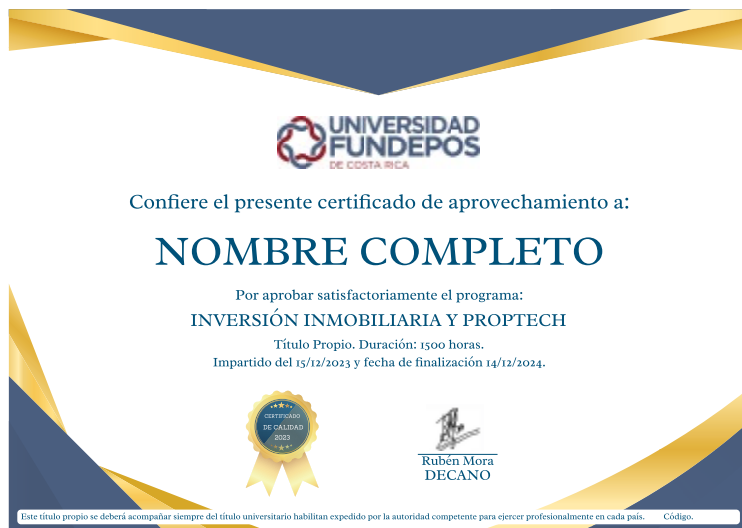 UNIVERSIDAD
FUNDEPOS
DE COSTA RICA
Confiere el presente certificado de aprovechamiento a:
NOMBRE COMPLETO
Por aprobar satisfactoriamente el programa:
INVERSIÓN INMOBILIARIA Y PROPTECH
Título Propio. Duración: 1500 horas.
Impartido del 15/12/2023 y fecha de finalización 14/12/2024.
CERTIFICADO
DE CALIDAD
2023
Rubén Mora
DECANO
Este título propio se deberá acompañar siempre del título universitario habilitan expedido por la autoridad competente para ejercer profesionalmente en cada país. Código.